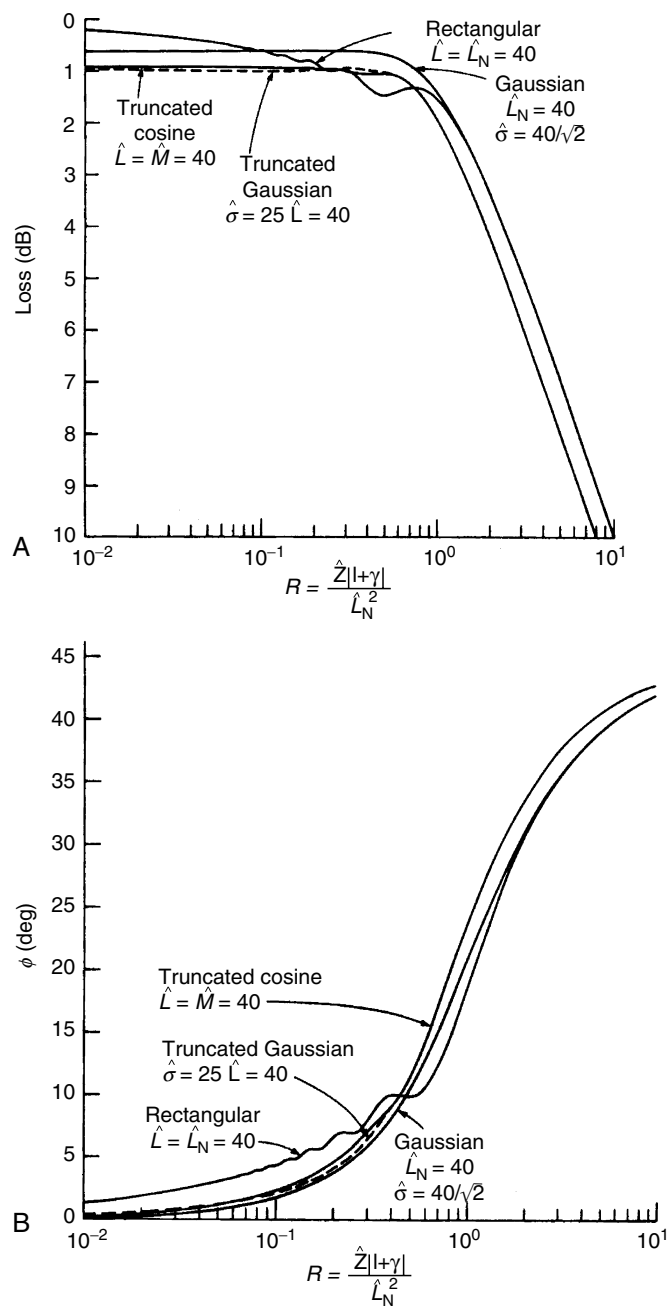 0
1
2
3
4
5
6
7
8
9
10
Loss (dB)
Rectangular
L̂ = L̂N = 40
Gaussian
L̂N = 40
σ̂ = 40/√2
Truncated
cosine
L̂ = M̂ = 40
Truncated
Gaussian
σ̂ = 25 L̂ = 40
A
10⁻² 10⁻¹ 10⁰ 10¹
R = Ẑ|I+γ| / L̂N²
45
40
35
30
25
20
15
10
5
0
ϕ (deg)
Truncated cosine
L̂ = M̂ = 40
Truncated Gaussian
σ̂ = 25 L̂ = 40
Rectangular
L̂ = L̂N = 40
Gaussian
L̂N = 40
σ̂ = 40/√2
B
10⁻² 10⁻¹ 10⁰ 10¹
R = Ẑ|I+γ| / L̂N²